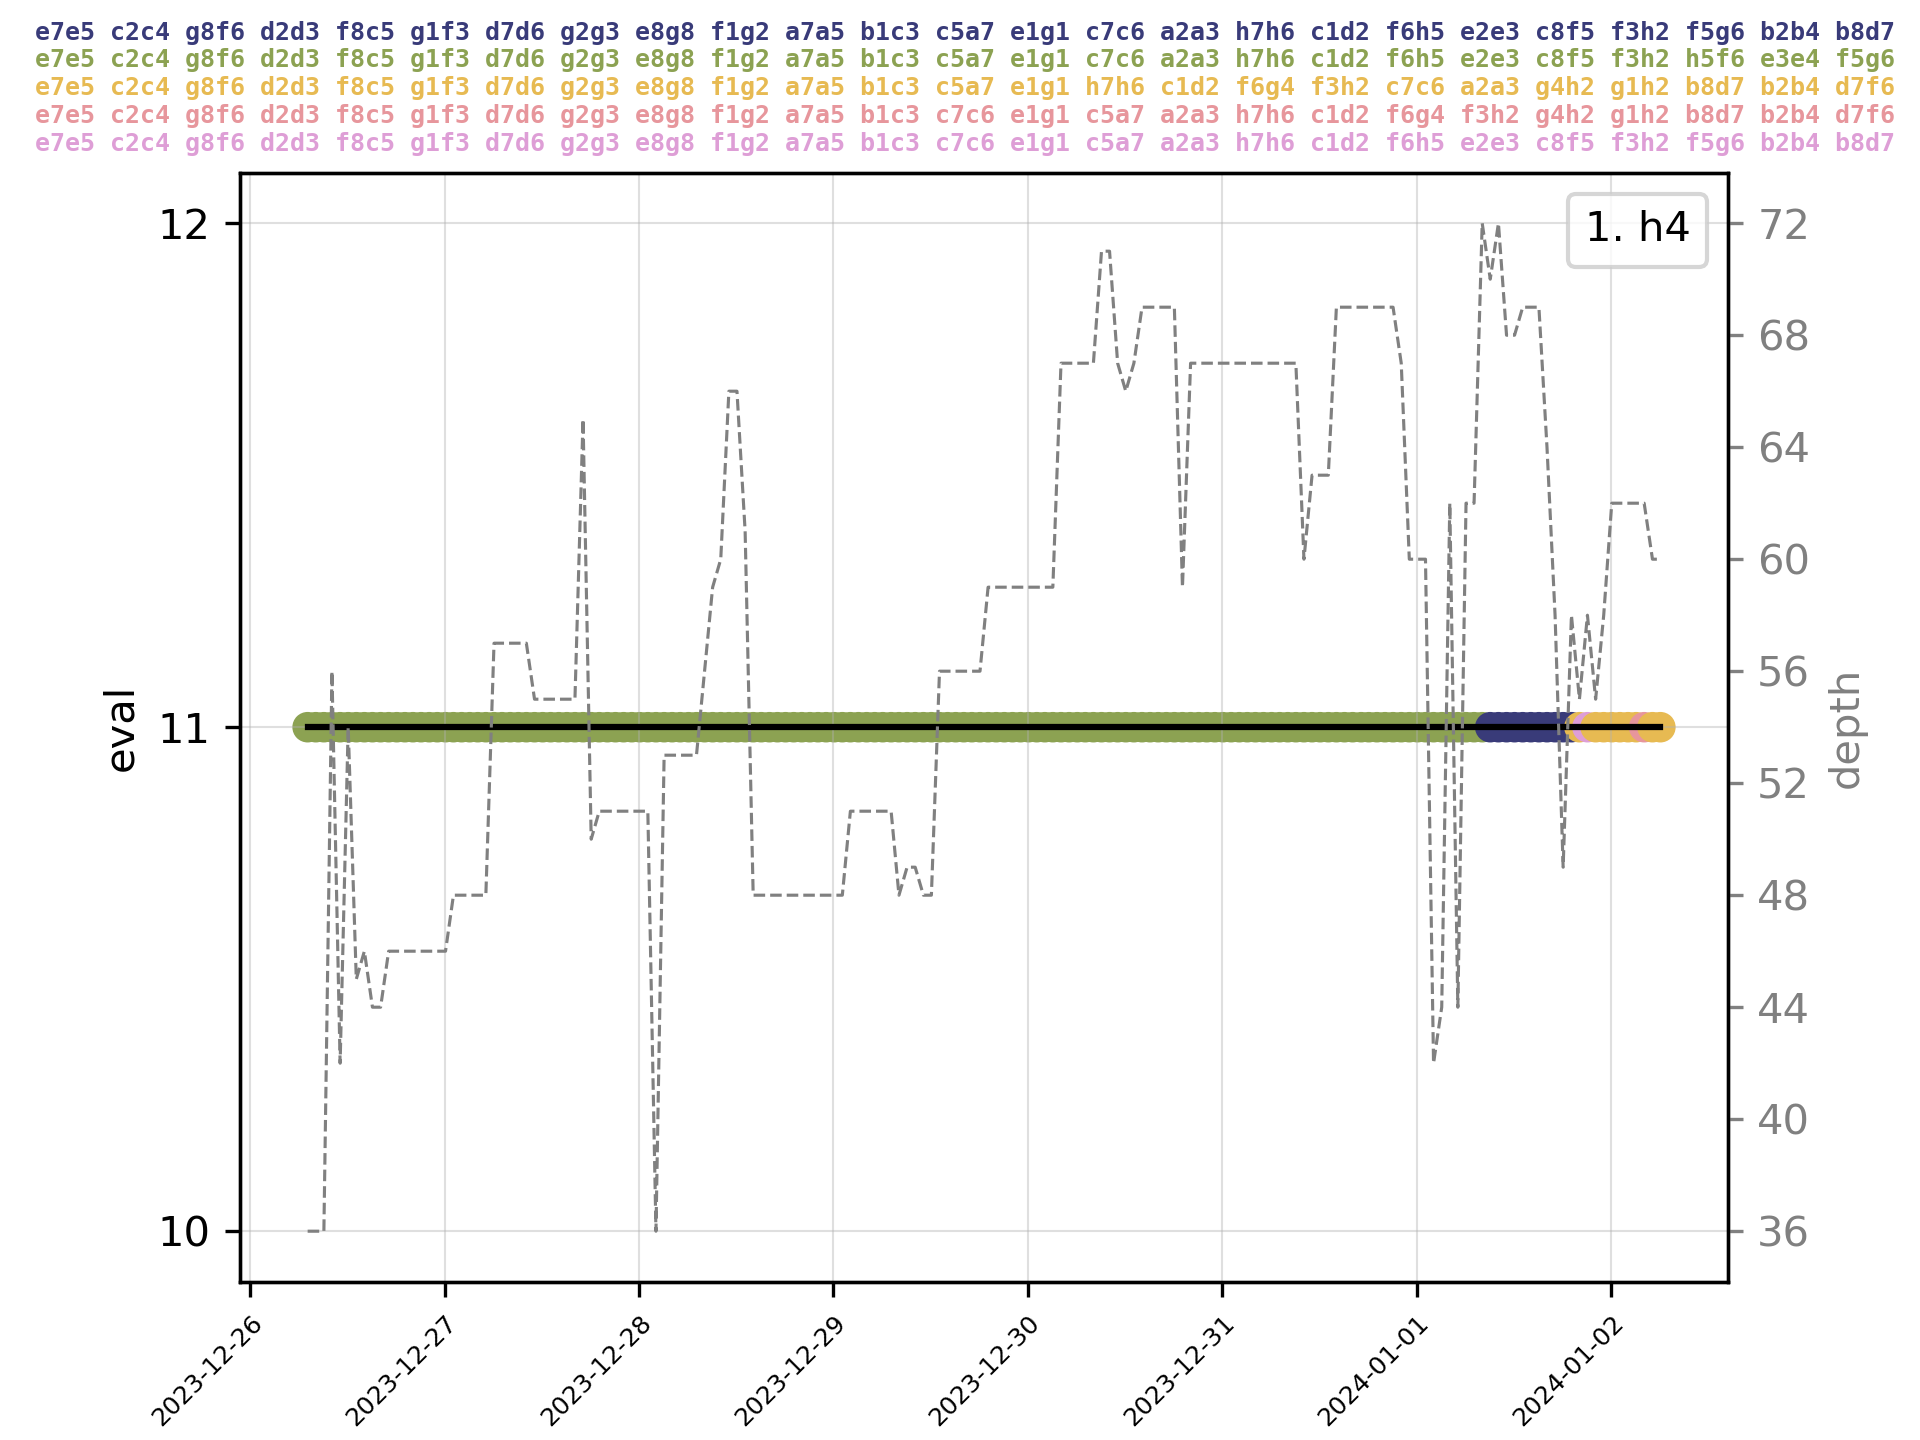 e7e5 c2c4 g8f6 d2d3 f8c5 g1f3 d7d6 g2g3 e8g8 f1g2 a7a5 b1c3 c5a7 e1g1 c7c6 a2a3 h7h6 c1d2 f6h5 e2e3 c8f5 f3h2 f5g6 b2b4 b8d7
e7e5 c2c4 g8f6 d2d3 f8c5 g1f3 d7d6 g2g3 e8g8 f1g2 a7a5 b1c3 c5a7 e1g1 c7c6 a2a3 h7h6 c1d2 f6h5 e2e3 c8f5 f3h2 h5f6 e3e4 f5g6
e7e5 c2c4 g8f6 d2d3 f8c5 g1f3 d7d6 g2g3 e8g8 f1g2 a7a5 b1c3 c5a7 e1g1 h7h6 c1d2 f6g4 f3h2 c7c6 a2a3 g4h2 g1h2 b8d7 b2b4 d7f6
e7e5 c2c4 g8f6 d2d3 f8c5 g1f3 d7d6 g2g3 e8g8 f1g2 a7a5 b1c3 c7c6 e1g1 c5a7 a2a3 h7h6 c1d2 f6g4 f3h2 g4h2 g1h2 b8d7 b2b4 d7f6
e7e5 c2c4 g8f6 d2d3 f8c5 g1f3 d7d6 g2g3 e8g8 f1g2 a7a5 b1c3 c7c6 e1g1 c5a7 a2a3 h7h6 c1d2 f6h5 e2e3 c8f5 f3h2 f5g6 b2b4 b8d7
1. h4
12
11
10
eval
72
68
64
60
56
52
48
44
40
36
depth
2023-12-26
2023-12-27
2023-12-28
2023-12-29
2023-12-30
2023-12-31
2024-01-01
2024-01-02